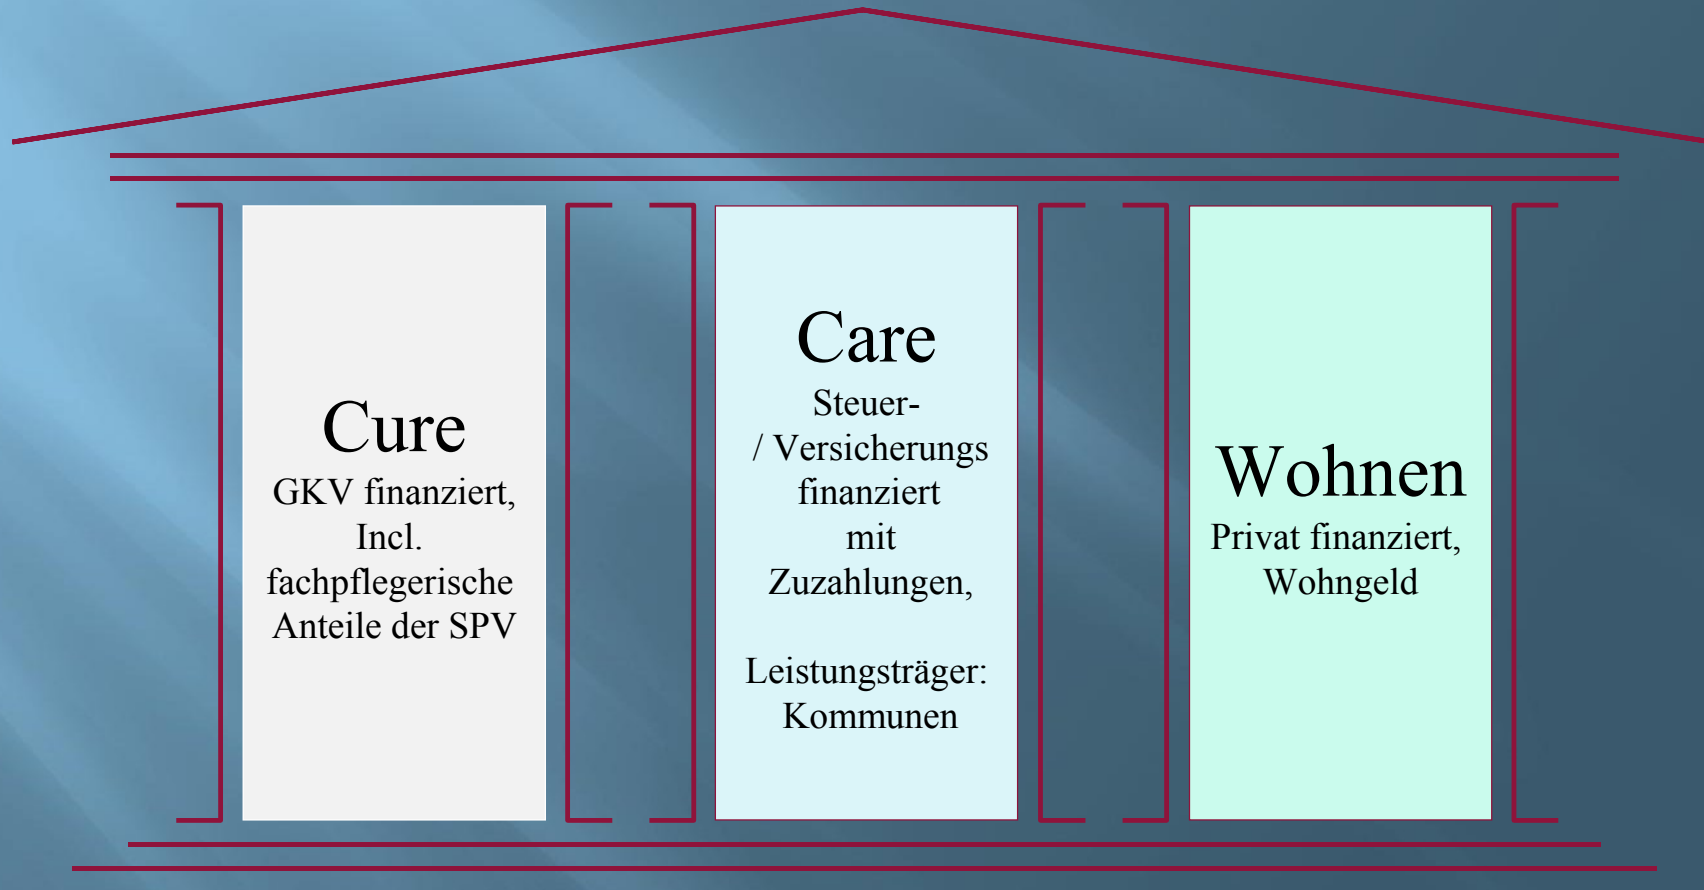 Cure
GKV finanziert,
Incl.
fachpflegerische
Anteile der SPV
Care
Steuer-
/ Versicherungs
finanziert
mit
Zuzahlungen,
Leistungsträger:
Kommunen
Wohnen
Privat finanziert,
Wohngeld